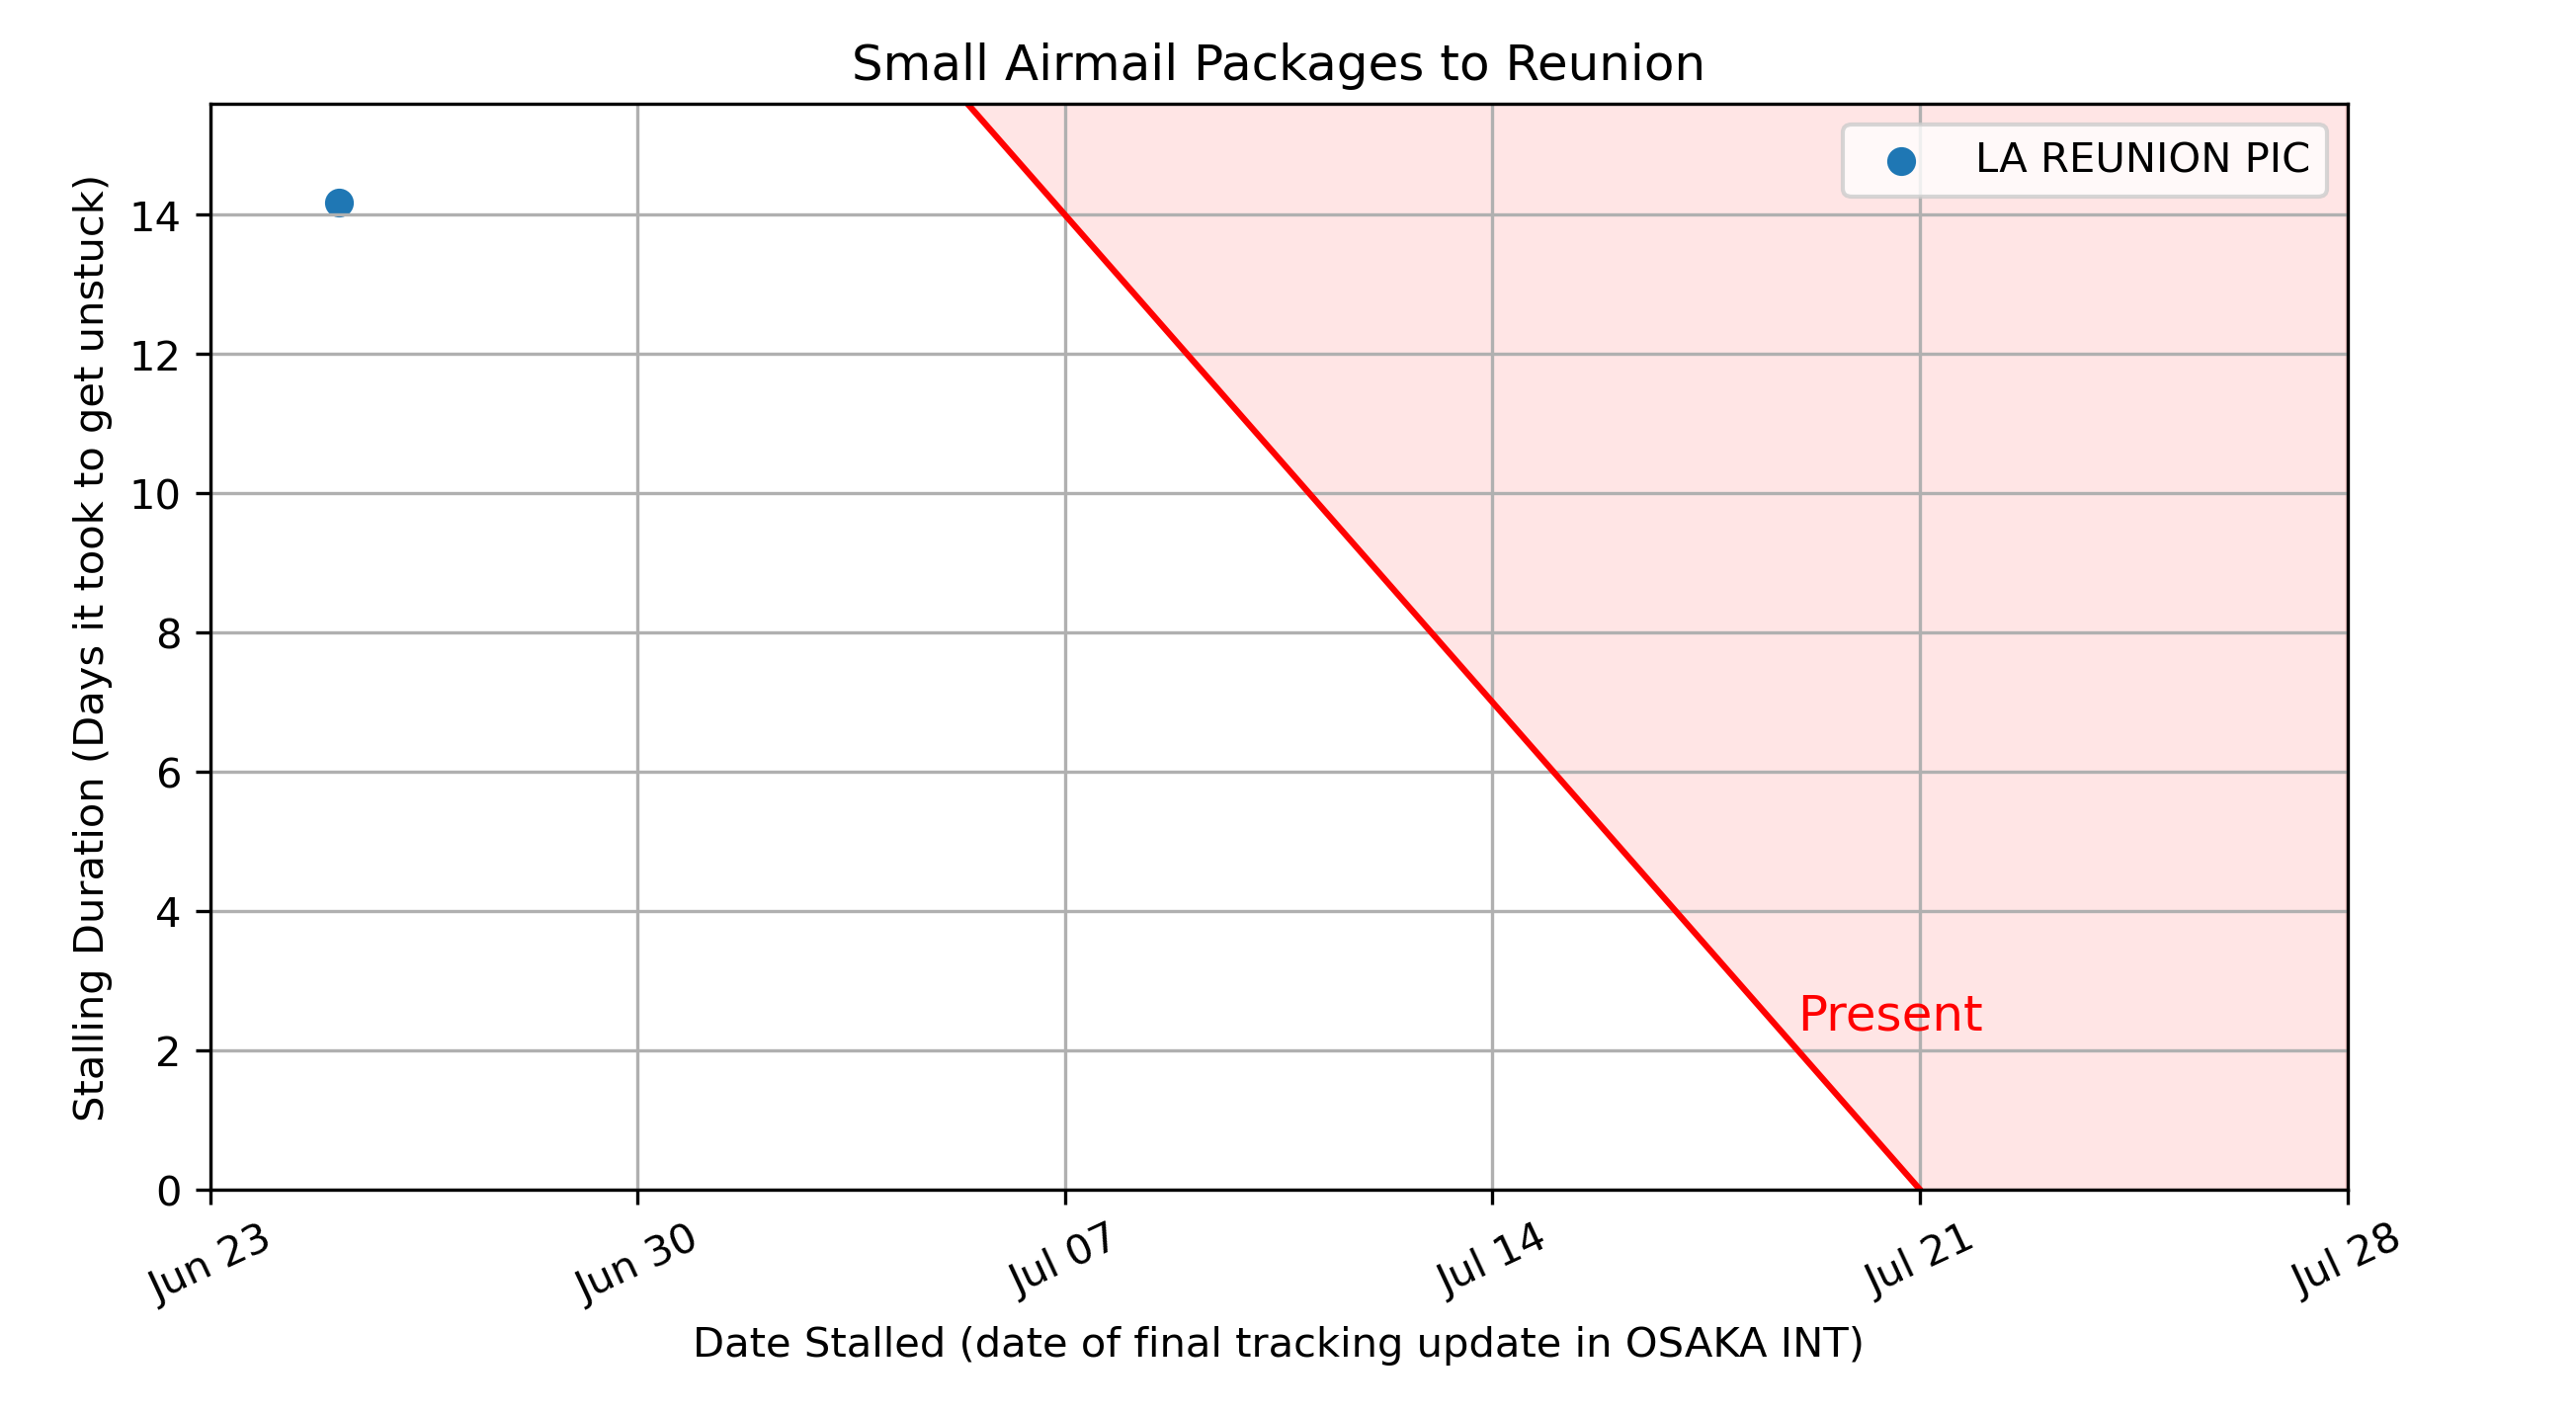 Small Airmail Packages to Reunion
LA REUNION PIC
Stalling Duration (Days it took to get unstuck)
14
12
10
8
6
4
2
0
Present
Jun 23
Jun 30
Jul 07
Jul 14
Jul 21
Jul 28
Date Stalled (date of final tracking update in OSAKA INT)